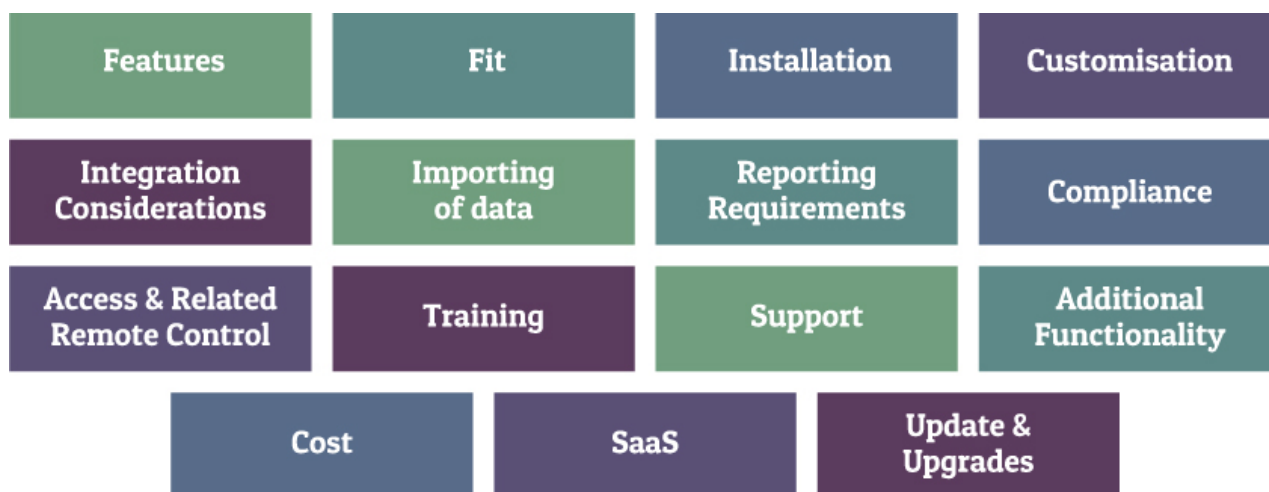 Features
Fit
Installation
Customisation
Integration
Considerations
Importing
of data
Reporting
Requirements
Compliance
Access & Related
Remote Control
Training
Support
Additional
Functionality
Cost
SaaS
Update &
Upgrades